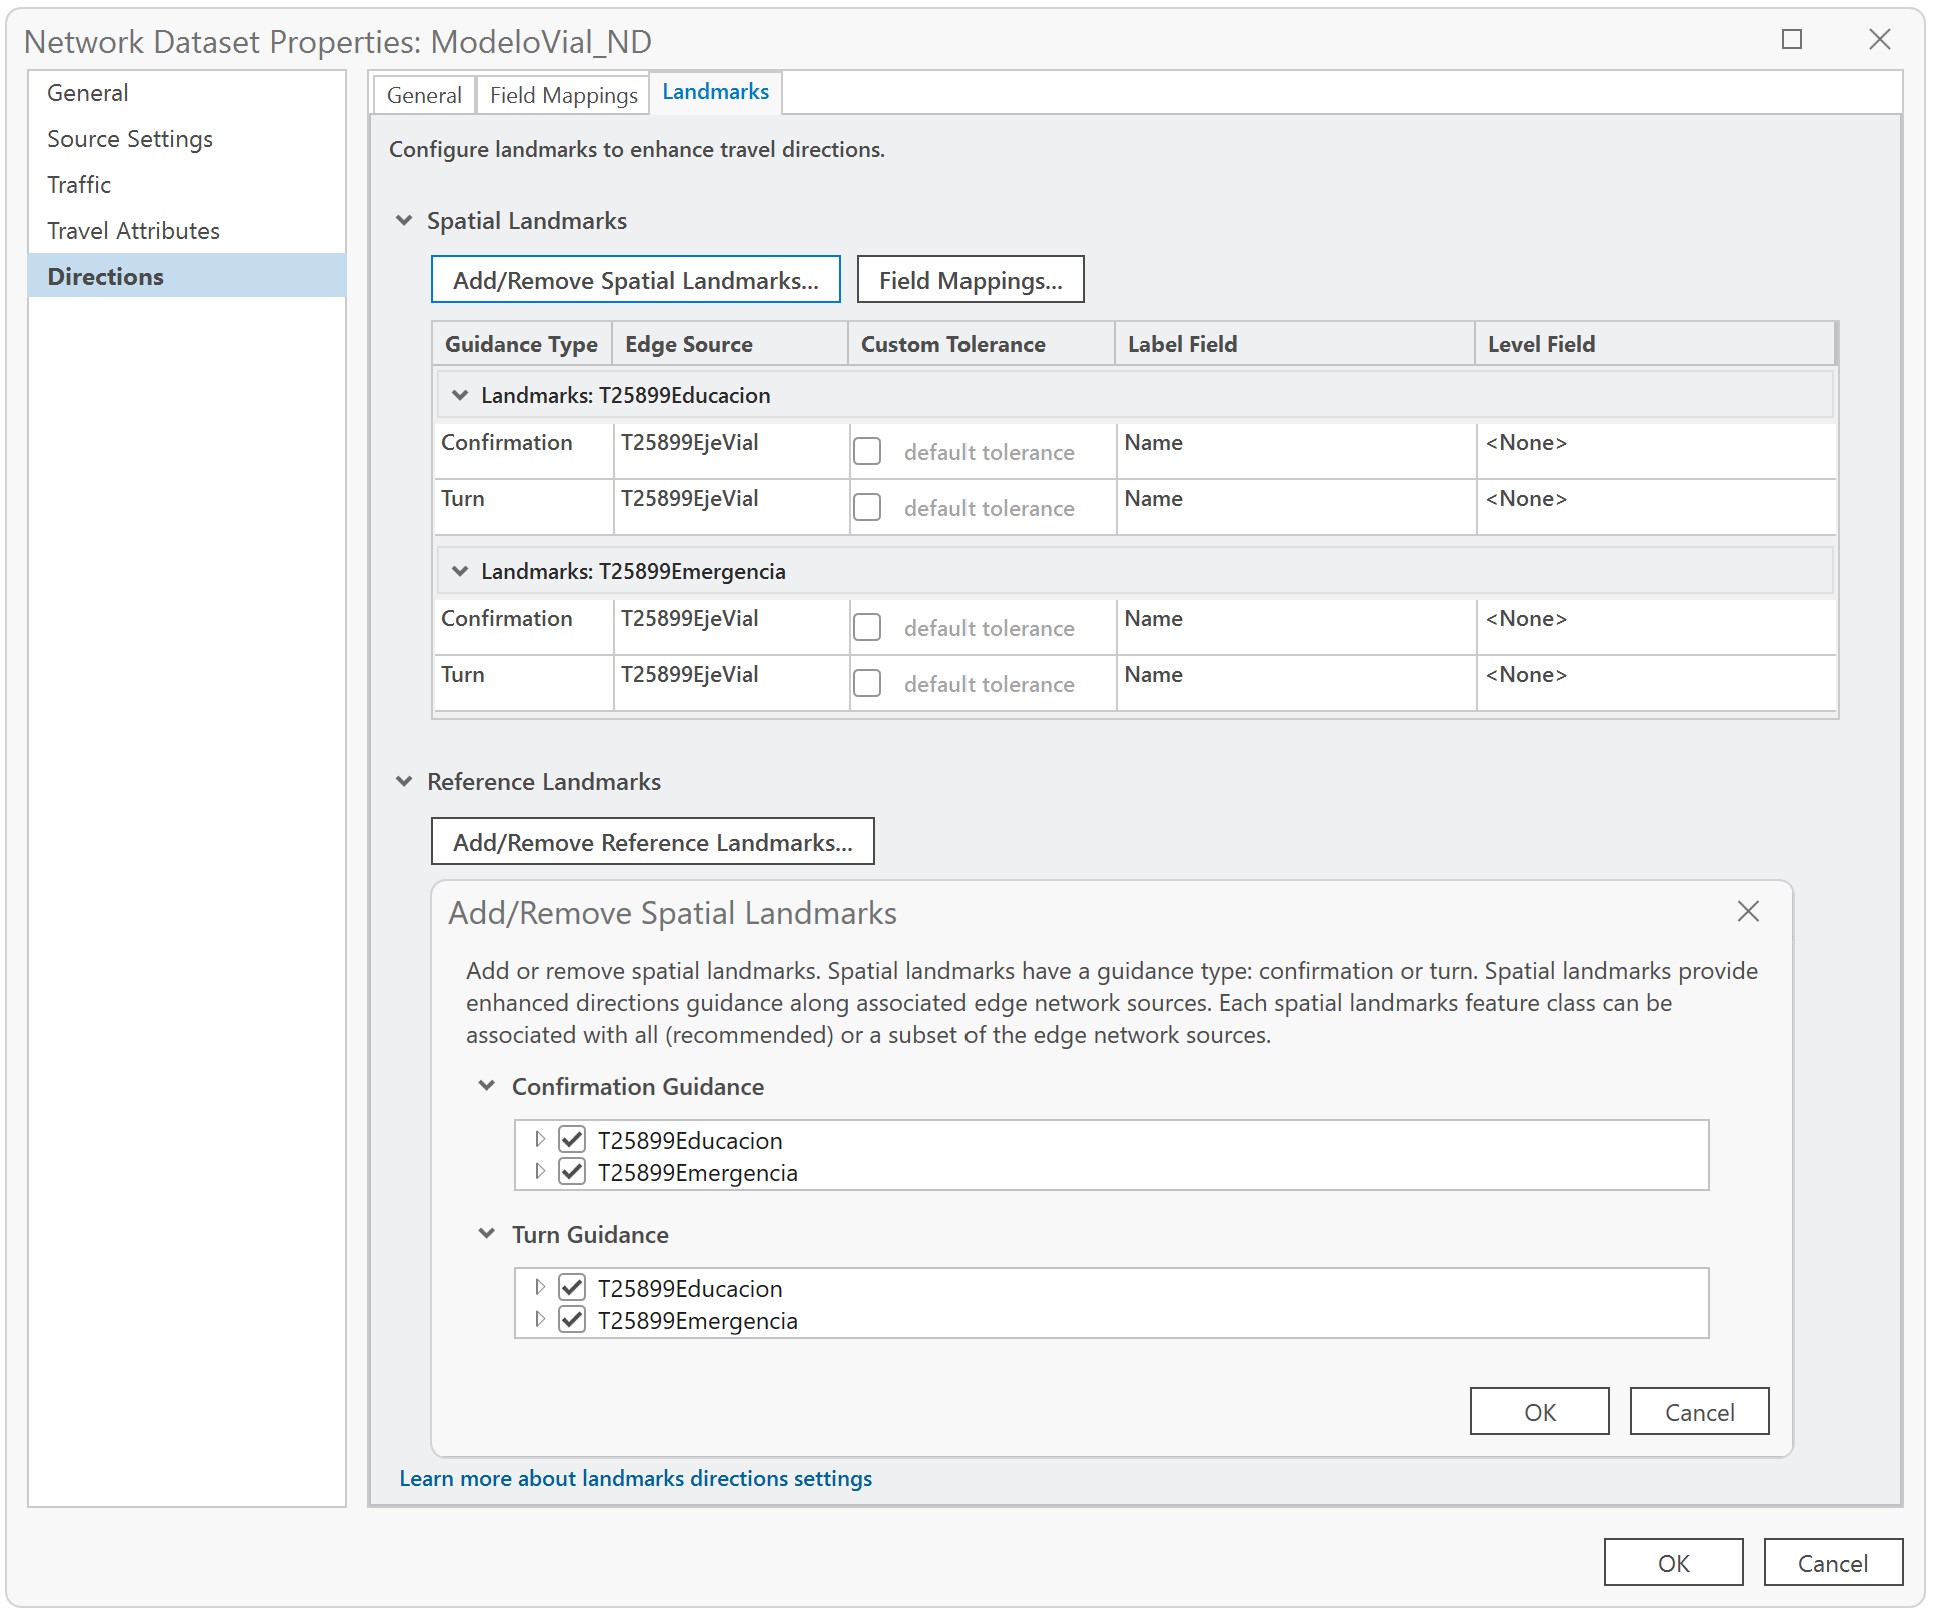 Network Dataset Properties: ModeloVial_ND
General
Source Settings
Traffic
Travel Attributes
Directions
General Field Mappings Landmarks
Configure landmarks to enhance travel directions.
Spatial Landmarks
Add/Remove Spatial Landmarks... Field Mappings...
Guidance Type Edge Source Custom Tolerance Label Field Level Field
Landmarks: T25899Educacion
Confirmation T25899EjeVial default tolerance Name <None>
Turn T25899EjeVial default tolerance Name <None>
Landmarks: T25899Emergencia
Confirmation T25899EjeVial default tolerance Name <None>
Turn T25899EjeVial default tolerance Name <None>
Reference Landmarks
Add/Remove Reference Landmarks...
Add/Remove Spatial Landmarks
Add or remove spatial landmarks. Spatial landmarks have a guidance type: confirmation or turn. Spatial landmarks provide
enhanced directions guidance along associated edge network sources. Each spatial landmarks feature class can be
associated with all (recommended) or a subset of the edge network sources.
Confirmation Guidance
T25899Educacion
T25899Emergencia
Turn Guidance
T25899Educacion
T25899Emergencia
OK Cancel
Learn more about landmarks directions settings
OK Cancel